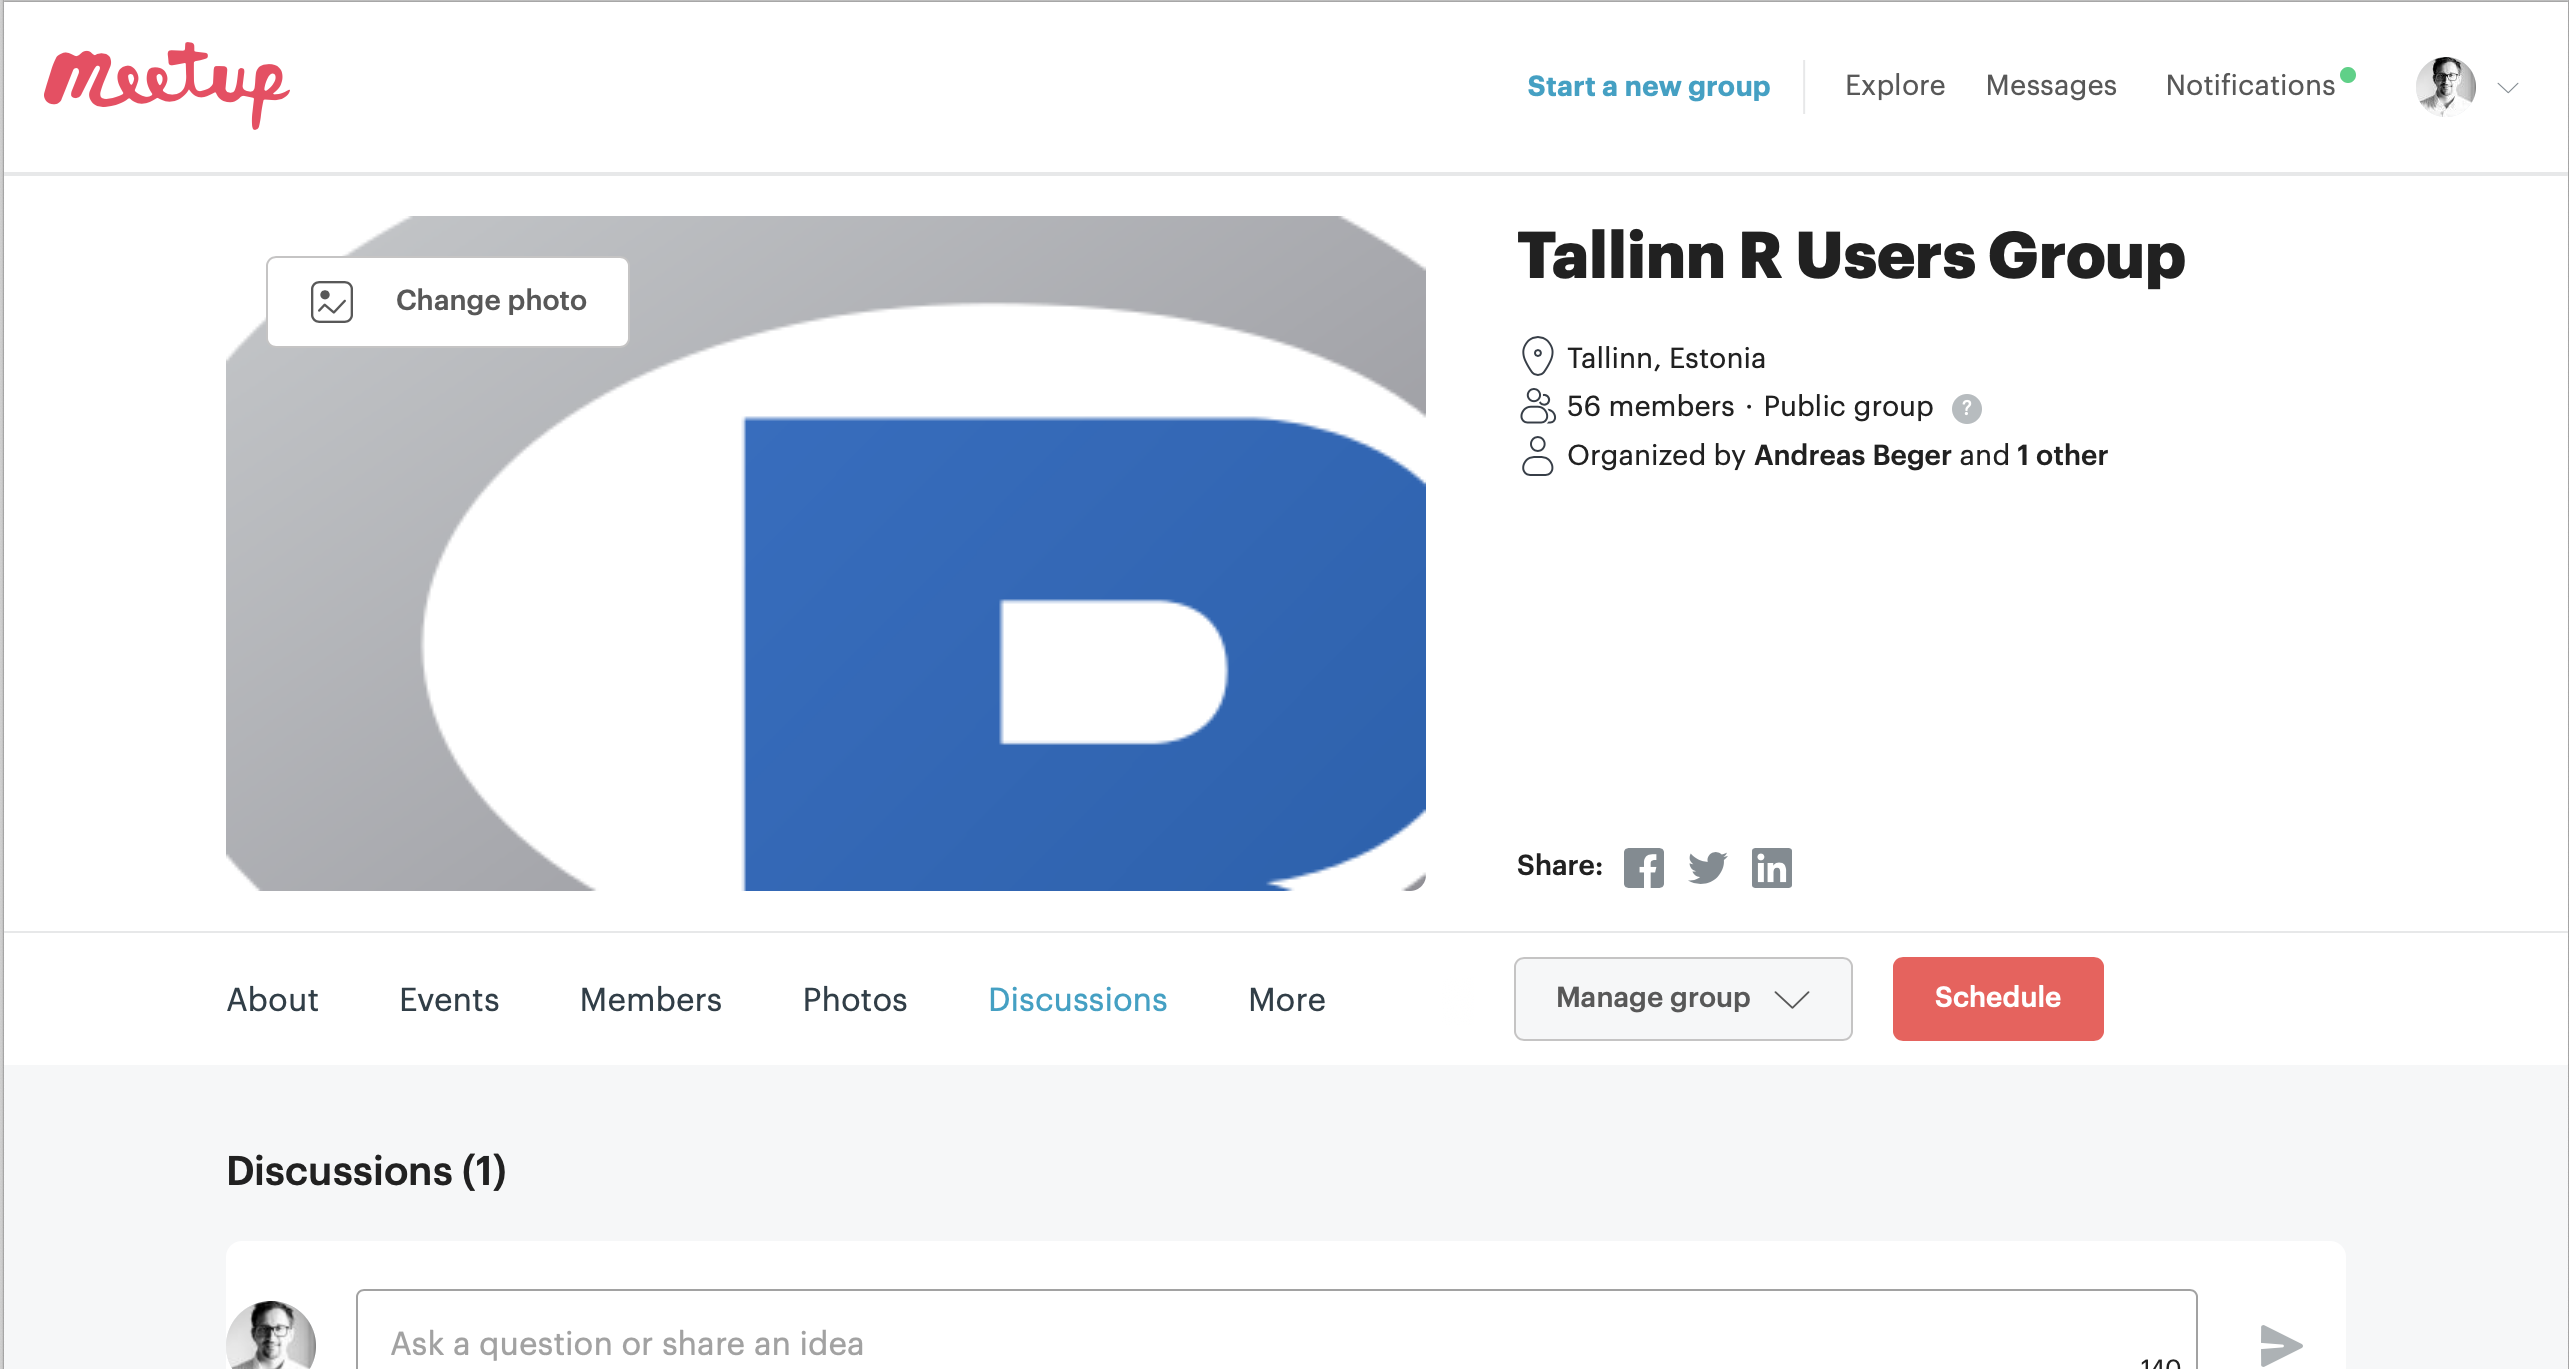 Meetup
Start a new group
Explore
Messages
Notifications
Change photo
Tallinn R Users Group
Tallinn, Estonia
56 members · Public group ?
Organized by Andreas Beger and 1 other
Share:
About
Events
Members
Photos
Discussions
More
Manage group
Schedule
Discussions (1)
Ask a question or share an idea
140